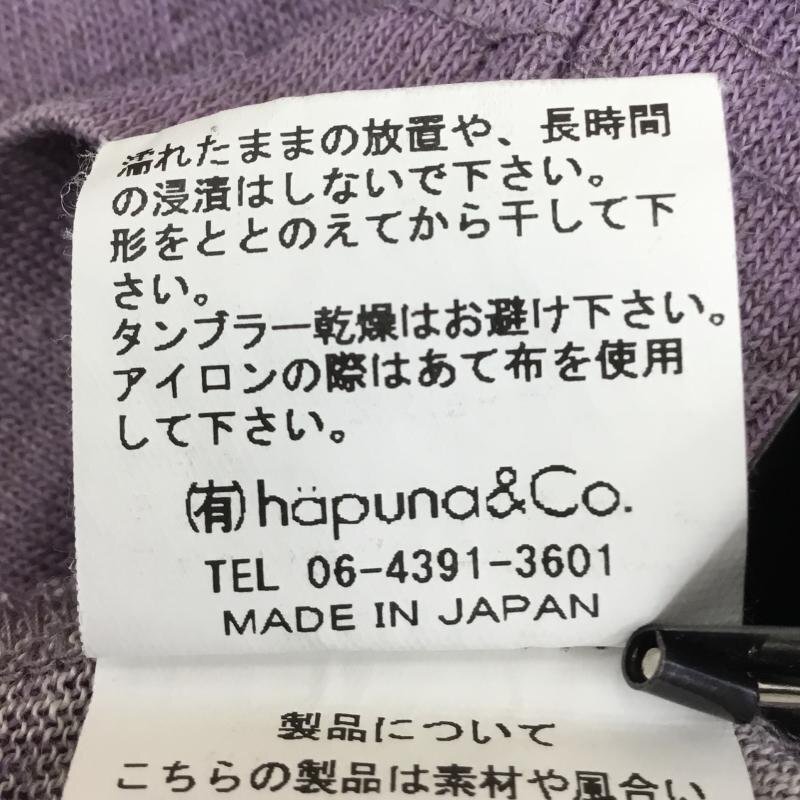 濡れたままの放置や、長時間
の浸漬はしないで下さい。
形をととのえてから干して下
さい。
タンブラー乾燥はお避け下さい。
アイロンの際はあて布を使用
して下さい。
㈲häpuna&Co.
TEL 06-4391-3601
MADE IN JAPAN
製品について
こちらの製品は素材や風合い